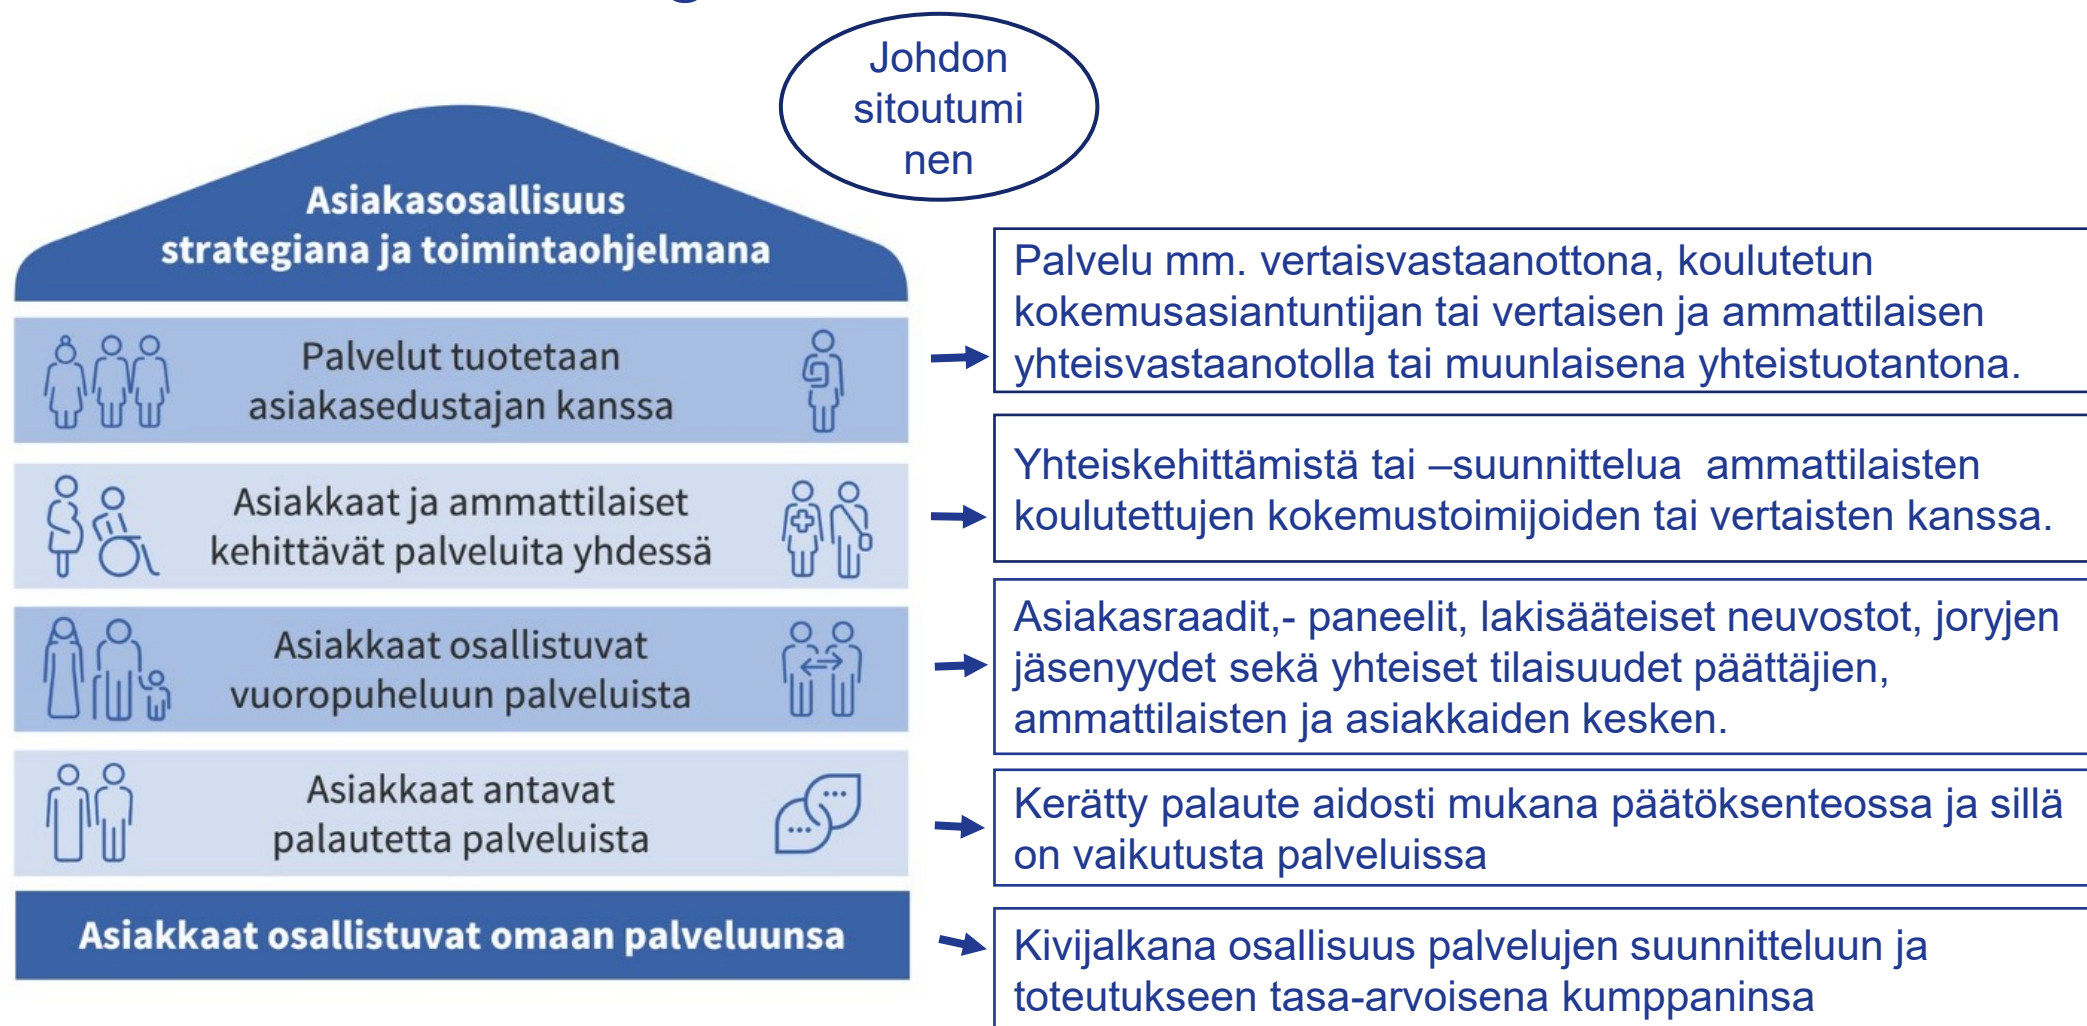 Johdon
sitoutumi
nen
Asiakasosallisuus
strategiana ja toimintaohjelmana
Palvelut tuotetaan
asiakasedustajan kanssa
Palvelu mm. vertaisvastaanottona, koulutetun
kokemusasiantuntijan tai vertaisen ja ammattilaisen
yhteisvastaanotolla tai muunlaisena yhteistuotantona.
Asiakkaat ja ammattilaiset
kehittävät palveluita yhdessä
Yhteiskehittämistä tai –suunnittelua  ammattilaisten
koulutettujen kokemustoimijoiden tai vertaisten kanssa.
Asiakkaat osallistuvat
vuoropuheluun palveluista
Asiakasraadit,- paneelit, lakisääteiset neuvostot, joryjen
jäsenyydet sekä yhteiset tilaisuudet päättäjien,
ammattilaisten ja asiakkaiden kesken.
Asiakkaat antavat
palautetta palveluista
Kerätty palaute aidosti mukana päätöksenteossa ja sillä
on vaikutusta palveluissa
Asiakkaat osallistuvat omaan palveluunsa
Kivijalkana osallisuus palvelujen suunnitteluun ja
toteutukseen tasa-arvoisena kumppaninsa